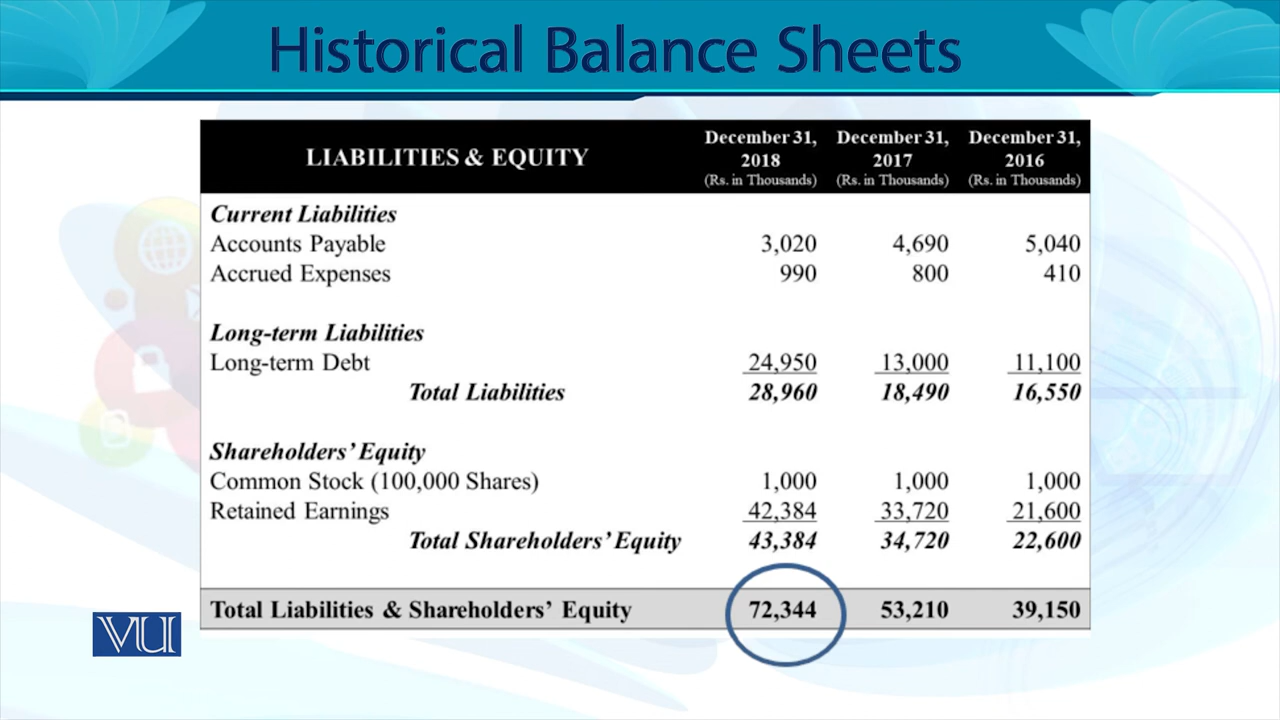 Historical Balance Sheets
LIABILITIES & EQUITY
December 31, 2018 (Rs. in Thousands)
December 31, 2017 (Rs. in Thousands)
December 31, 2016 (Rs. in Thousands)
Current Liabilities
Accounts Payable 3,020 4,690 5,040
Accrued Expenses 990 800 410
Long-term Liabilities
Long-term Debt 24,950 13,000 11,100
Total Liabilities 28,960 18,490 16,550
Shareholders' Equity
Common Stock (100,000 Shares) 1,000 1,000 1,000
Retained Earnings 42,384 33,720 21,600
Total Shareholders' Equity 43,384 34,720 22,600
Total Liabilities & Shareholders' Equity 72,344 53,210 39,150
VU